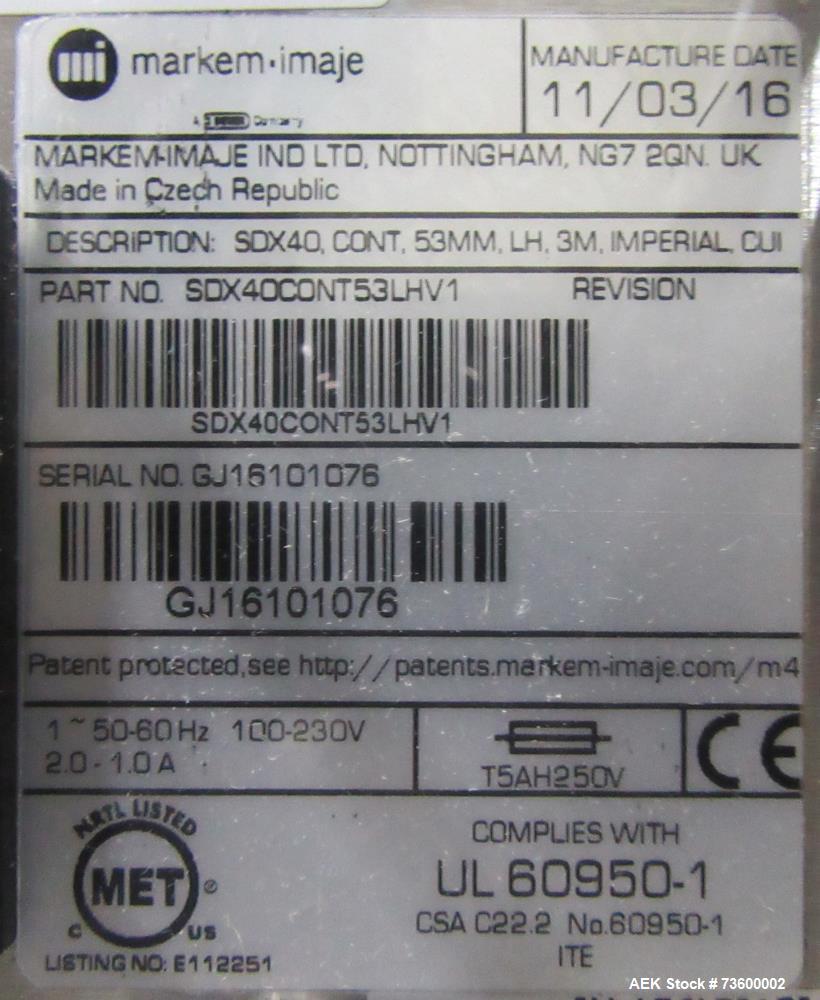 mi markem·imaje
MANUFACTURE DATE
11/03/16
A Company
MARKEM-IMAJE IND LTD, NOTTINGHAM, NG7 2QN. UK
Made in Czech Republic
DESCRIPTION: SDX40, CONT, 53MM, LH, 3M, IMPERIAL, CUI
PART NO. SDX40CONT53LHV1 REVISION
SDX40CONT53LHV1
SERIAL NO. GJ16101076
GJ16101076
Patent protected,see http://patents.markem-imaje.com/m4
1 ~ 50-60Hz 100-230V
2.0 - 1.0 A
T5AH250V
CE
NRTL LISTED
MET ®
C US
LISTING NO: E112251
COMPLIES WITH
UL 60950-1
CSA C22.2 No.60950-1
ITE
AEK Stock # 73600002